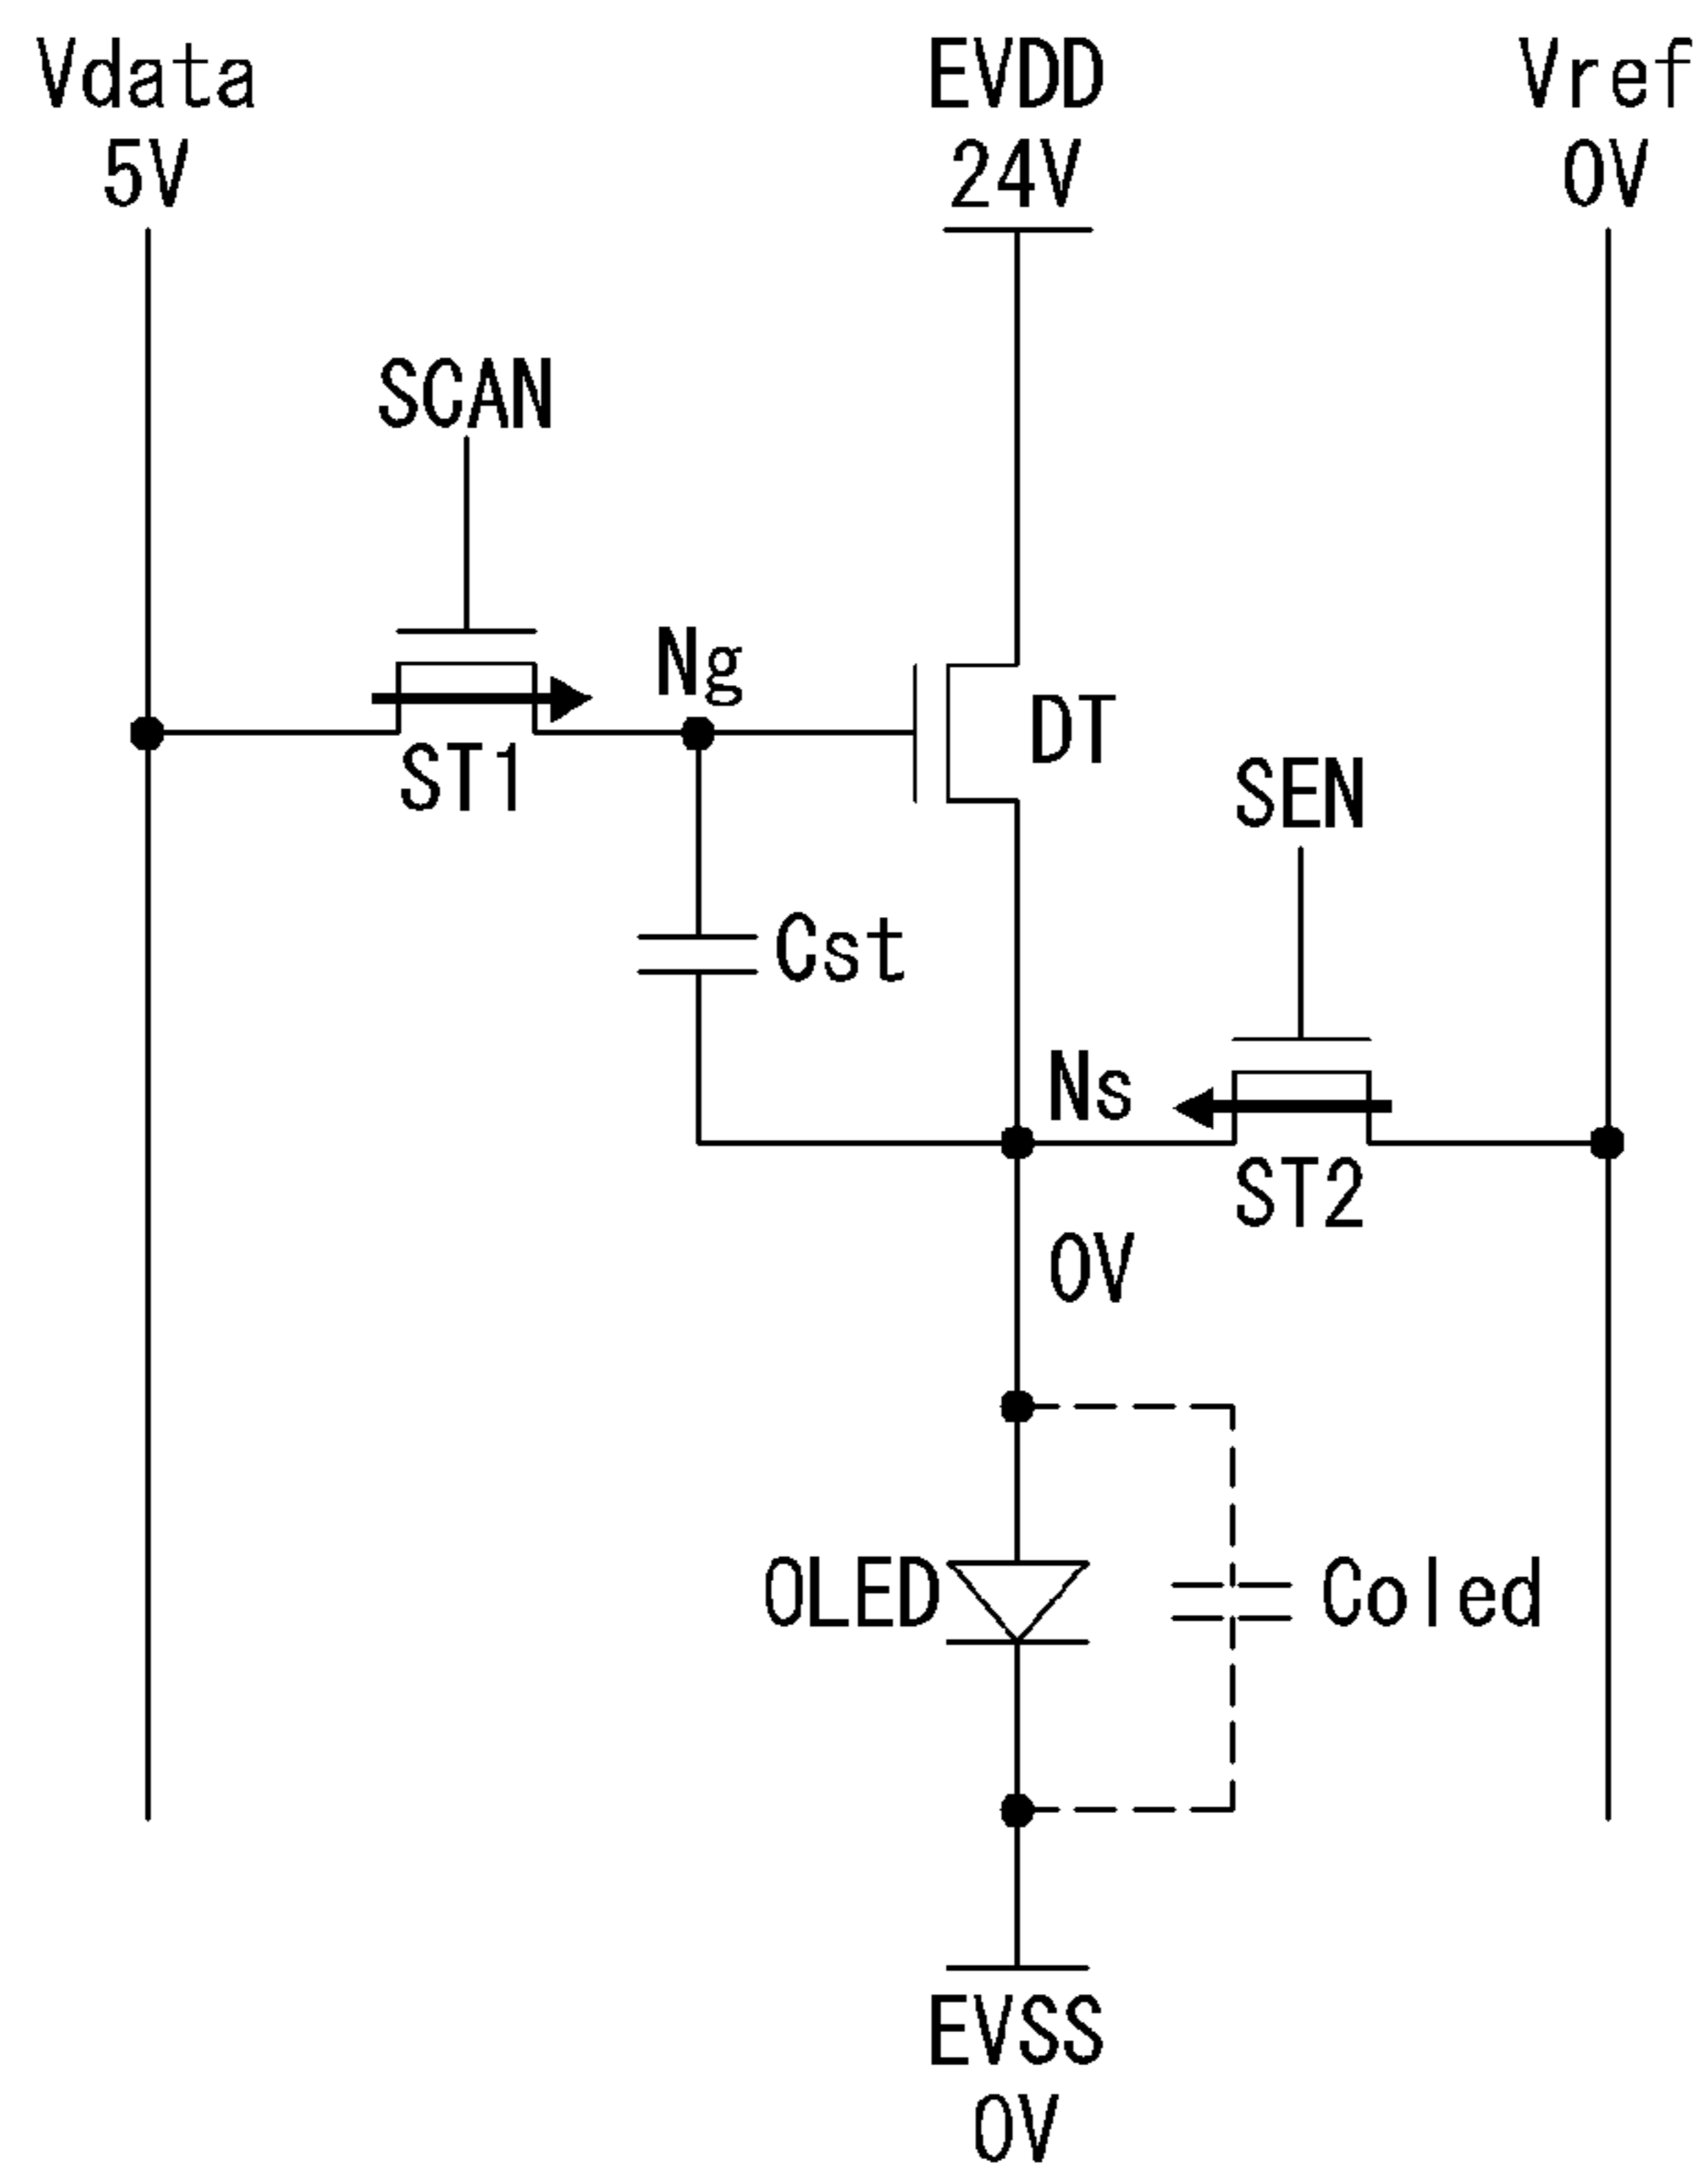 Vdata
5V
EVDD
24V
Vref
0V
SCAN
Ng
DT
ST1
SEN
Cst
Ns
ST2
0V
OLED
Coled
EVSS
0V